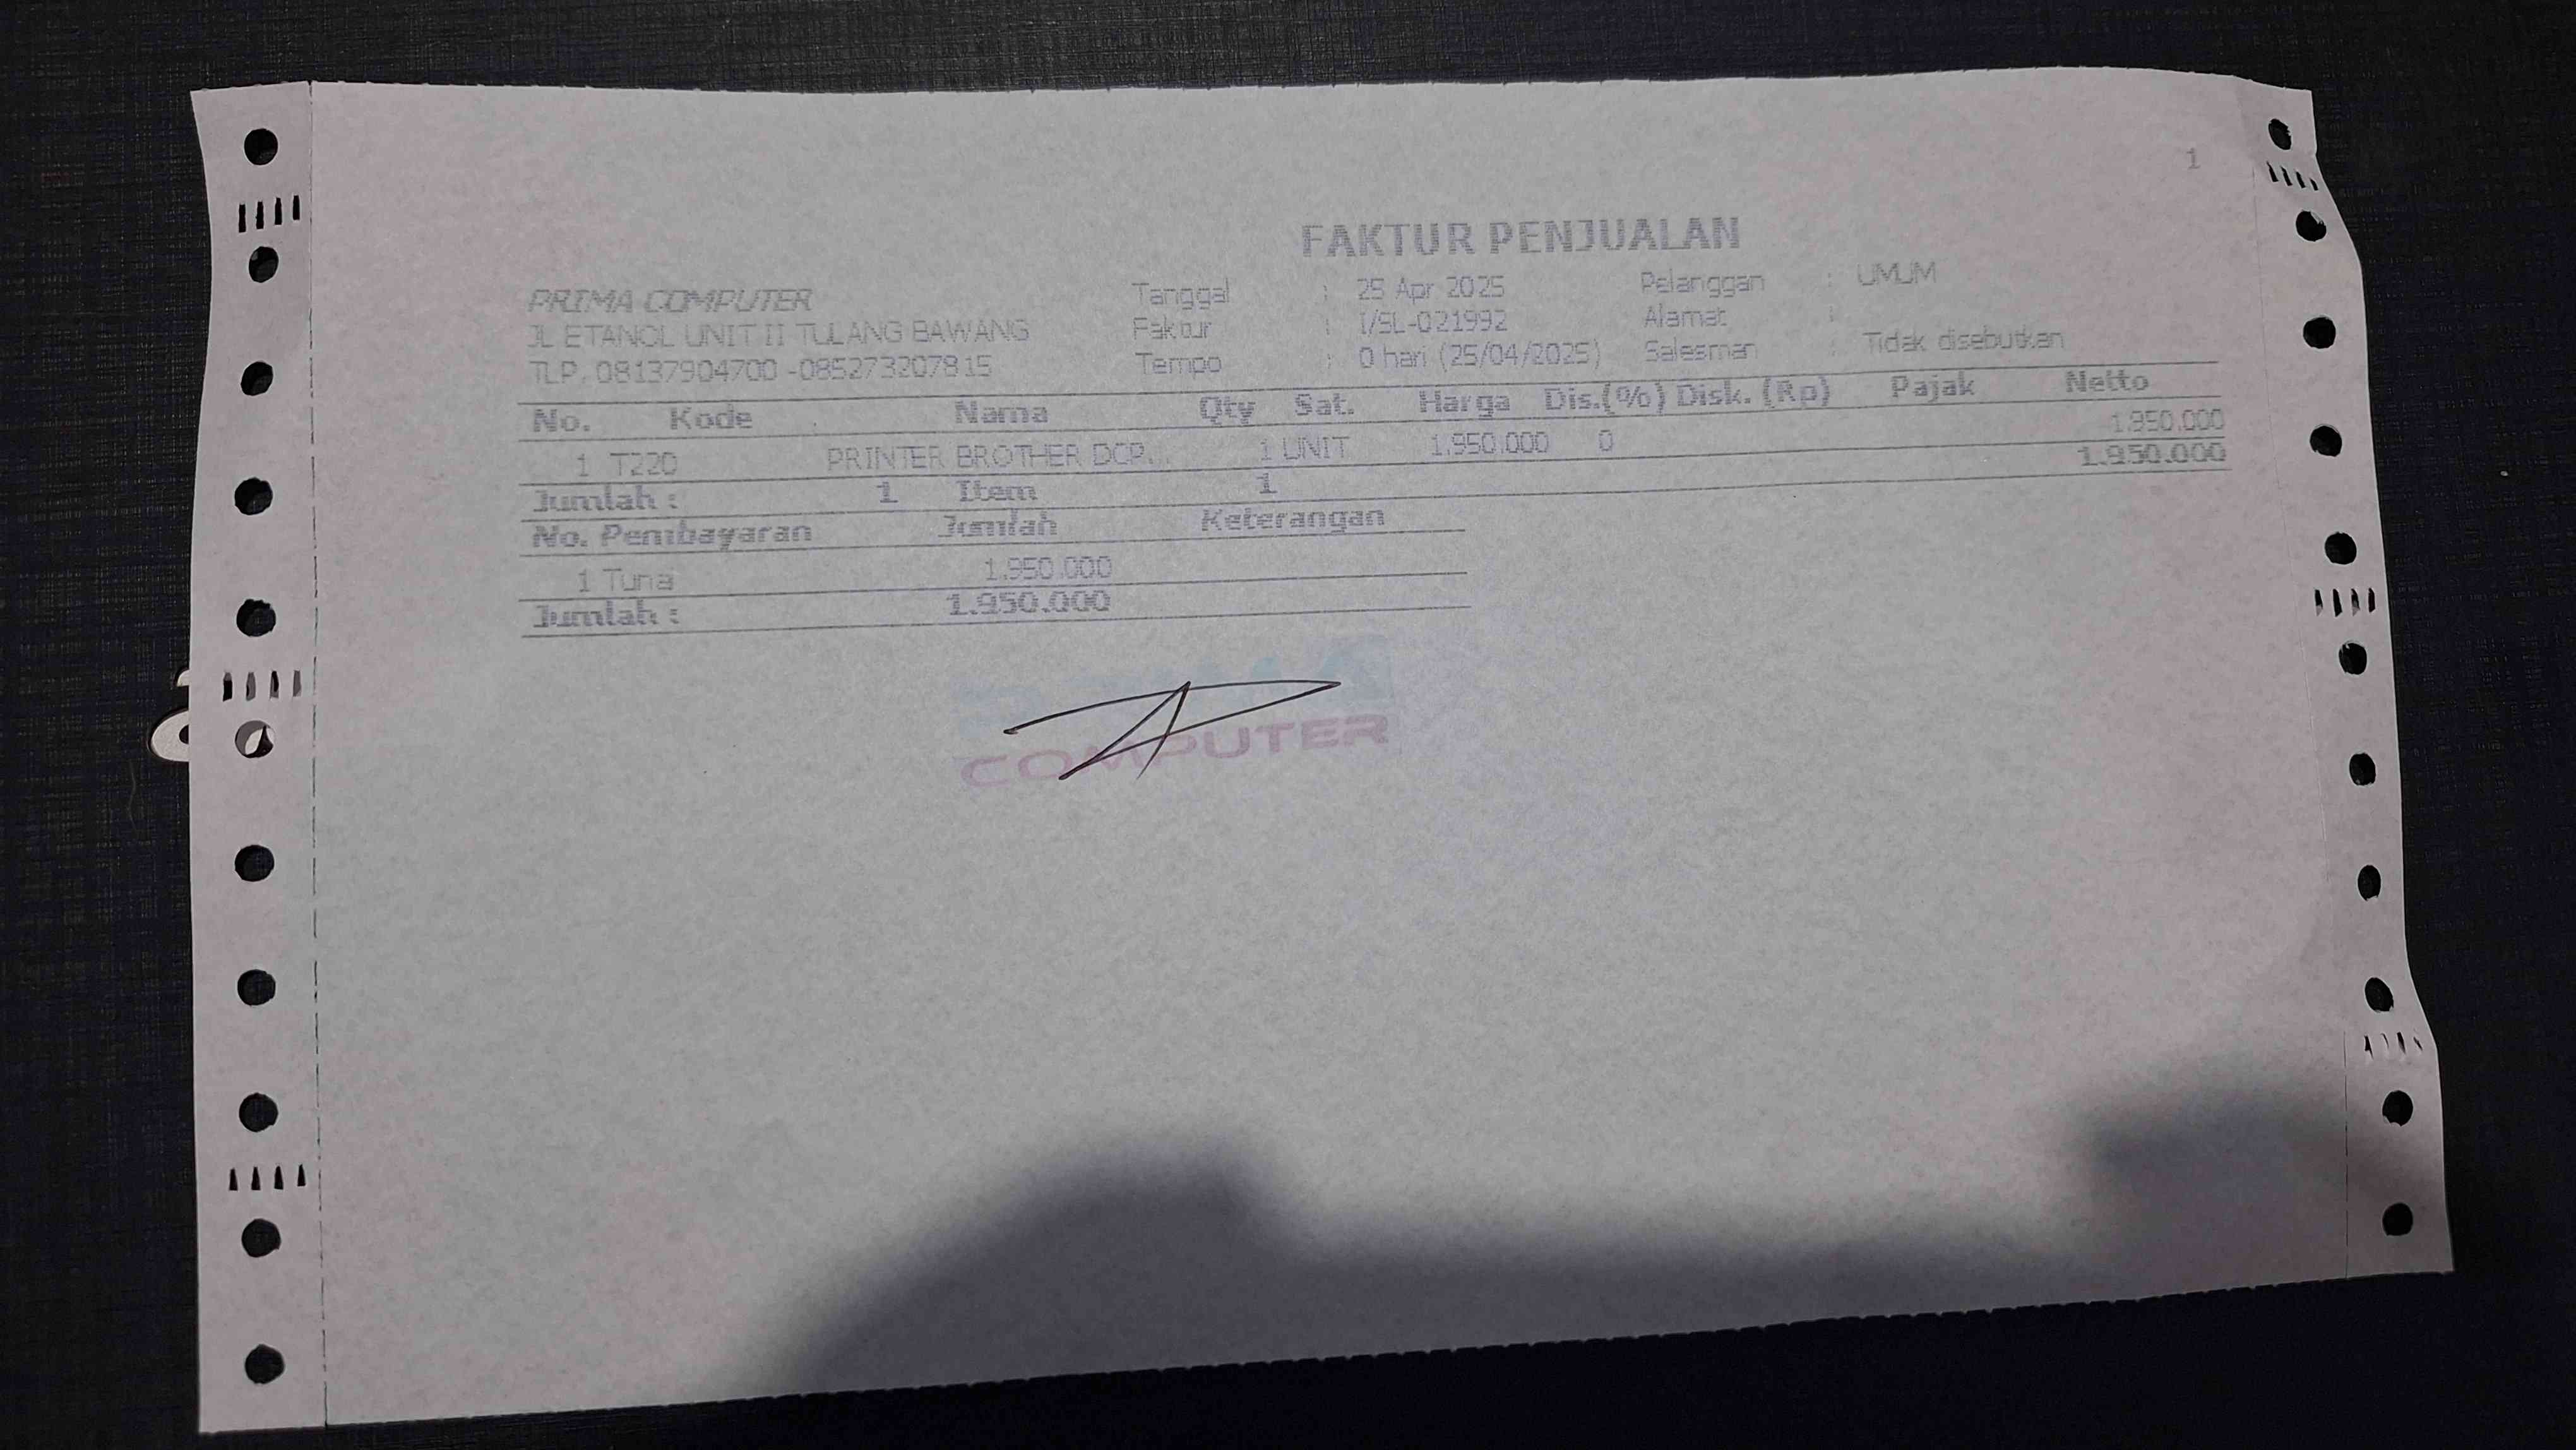 1
FAKTUR PENJUALAN
PRIMA COMPUTER
JL ETANOL UNIT II TULANG BAWANG
TLP. 08137904700 -085273207815
Tanggal : 25 Apr 2025
Faktur : I/SL-021992
Tempo : 0 hari (25/04/2025)
Pelanggan : UMUM
Alamat :
Salesman : Tidak disebutkan
No. Kode Nama Qty Sat. Harga Dis.(%) Disk. (Rp) Pajak Netto
1 T220 PRINTER BROTHER DCP... 1 UNIT 1.950.000 0 1.950.000
Jumlah : 1 Item 1 1.950.000
No. Pembayaran Jumlah Keterangan
1 Tunai 1.950.000
Jumlah : 1.950.000
COMPUTER